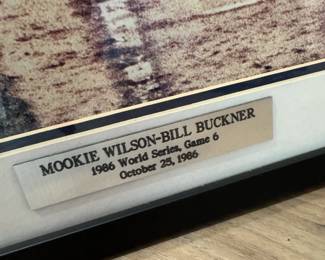 MOOKIE WILSON-BILL BUCKNER
1986 World Series, Game 6
October 25, 1986